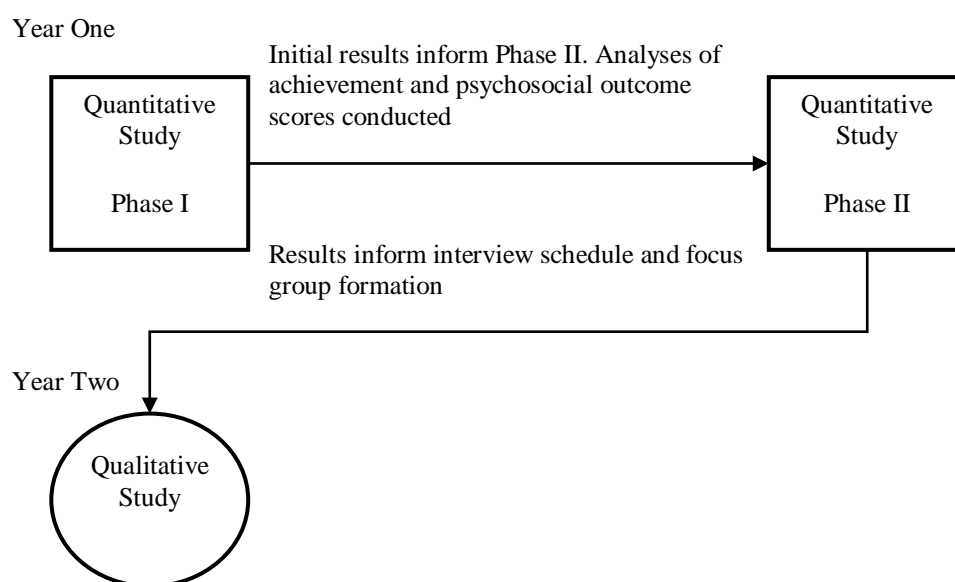 Year One
Initial results inform Phase II. Analyses of
achievement and psychosocial outcome
scores conducted
Quantitative
Study
Phase I
Quantitative
Study
Phase II
Results inform interview schedule and focus
group formation
Year Two
Qualitative
Study